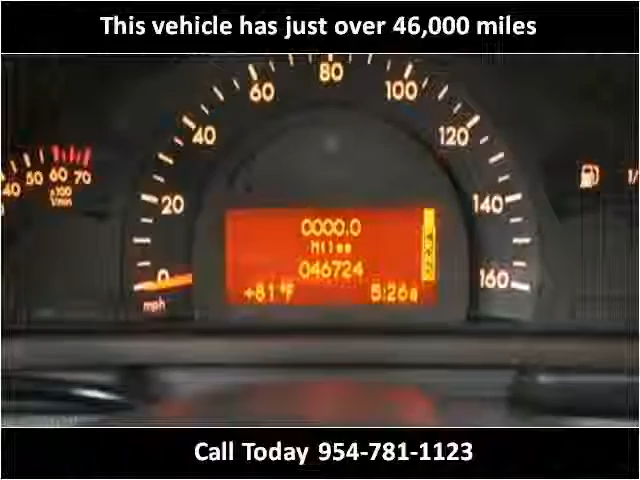 This vehicle has just over 46,000 miles
80
60 100
40 120
40 50 60 70
x100
1/min
20 140
0000.0
Miles
046724
0 160
+81°F 5:26a
mph
Call Today 954-781-1123